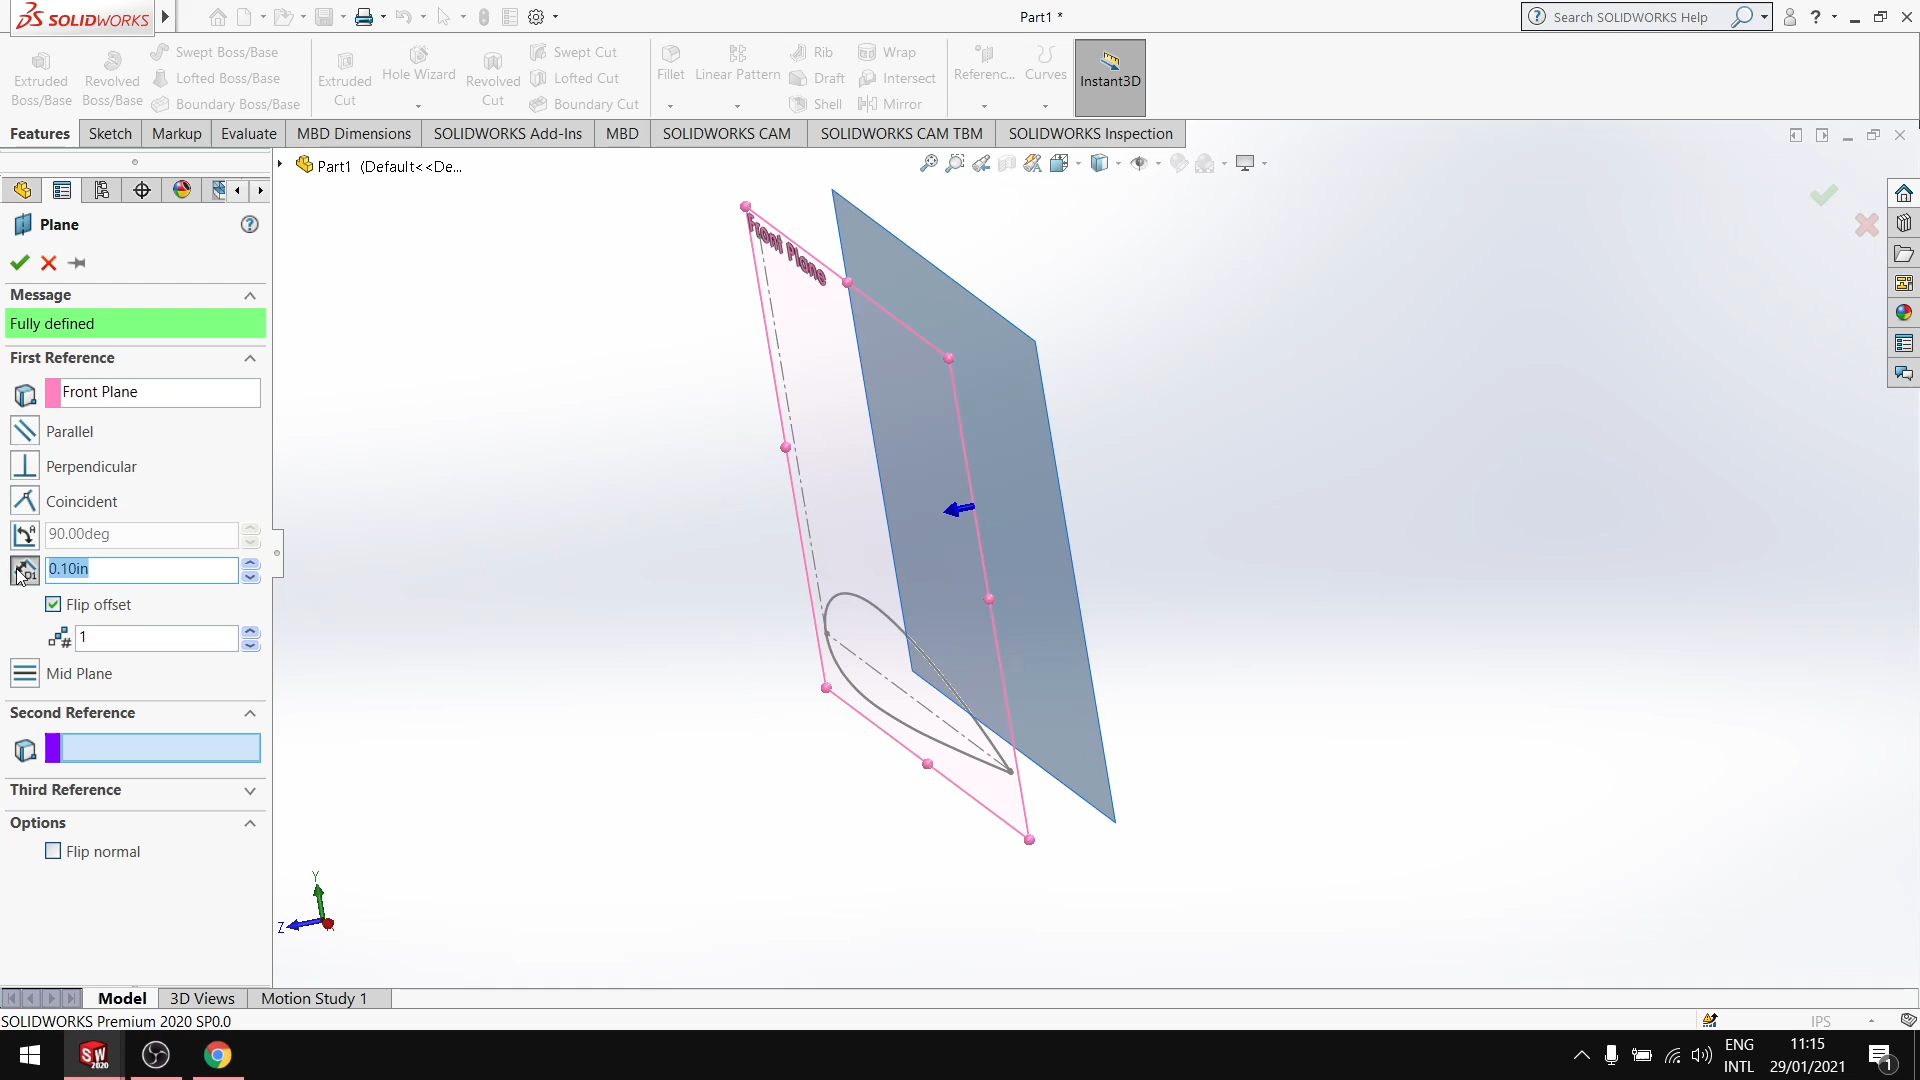 SOLIDWORKS
Part1 *
Search SOLIDWORKS Help
?
Extruded Boss/Base
Revolved Boss/Base
Swept Boss/Base
Lofted Boss/Base
Boundary Boss/Base
Extruded Cut
Hole Wizard
Revolved Cut
Swept Cut
Lofted Cut
Boundary Cut
Fillet
Linear Pattern
Rib
Draft
Shell
Wrap
Intersect
Mirror
Referenc...
Curves
Instant3D
Features
Sketch
Markup
Evaluate
MBD Dimensions
SOLIDWORKS Add-Ins
MBD
SOLIDWORKS CAM
SOLIDWORKS CAM TBM
SOLIDWORKS Inspection
Part1 (Default<<De...
Plane
?
Message
Fully defined
First Reference
Front Plane
Parallel
Perpendicular
Coincident
90.00deg
0.10in
Flip offset
1
Mid Plane
Second Reference
Third Reference
Options
Flip normal
Front Plane
Y
Z
Model
3D Views
Motion Study 1
SOLIDWORKS Premium 2020 SP0.0
IPS
SW
2020
ENG
INTL
11:15
29/01/2021
1